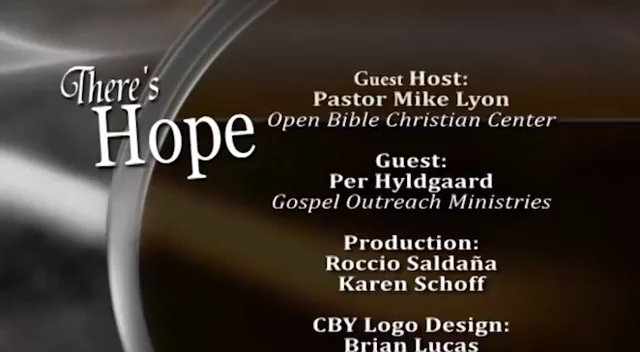 There's
Hope
Guest Host:
Pastor Mike Lyon
Open Bible Christian Center
Guest:
Per Hyldgaard
Gospel Outreach Ministries
Production:
Roccio Saldaña
Karen Schoff
CBY Logo Design:
Brian Lucas